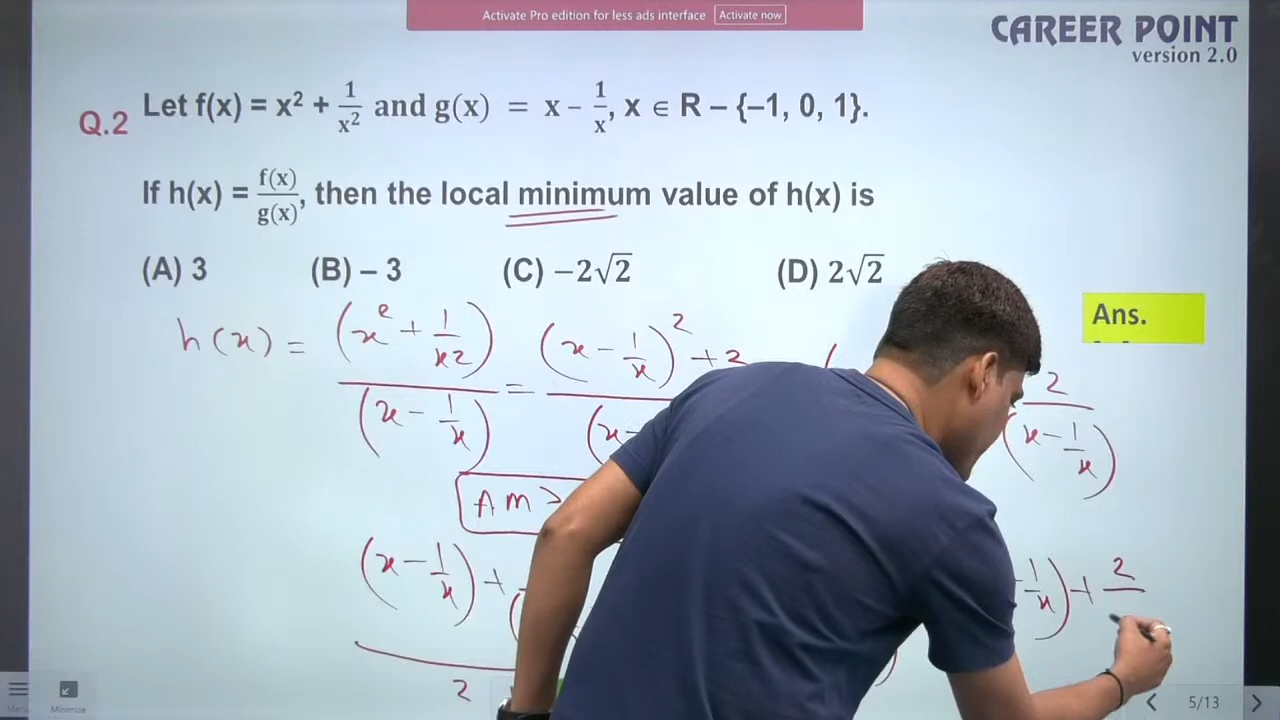 Activate Pro edition for less ads interface Activate now
CAREER POINT
version 2.0
Q.2 Let f(x) = x² + 1/x² and g(x) = x – 1/x, x ∈ R – {–1, 0, 1}.
If h(x) = f(x)/g(x), then the local minimum value of h(x) is
(A) 3 (B) – 3 (C) −2√2 (D) 2√2
Ans.
h(x) = (x² + 1/x²) / (x – 1/x) = (x – 1/x)² + 2 / (x – 2 / (x – 1/x)
AM >
(x – 1/x) + 1/x) + 2
2
Menu Minimize 5/13